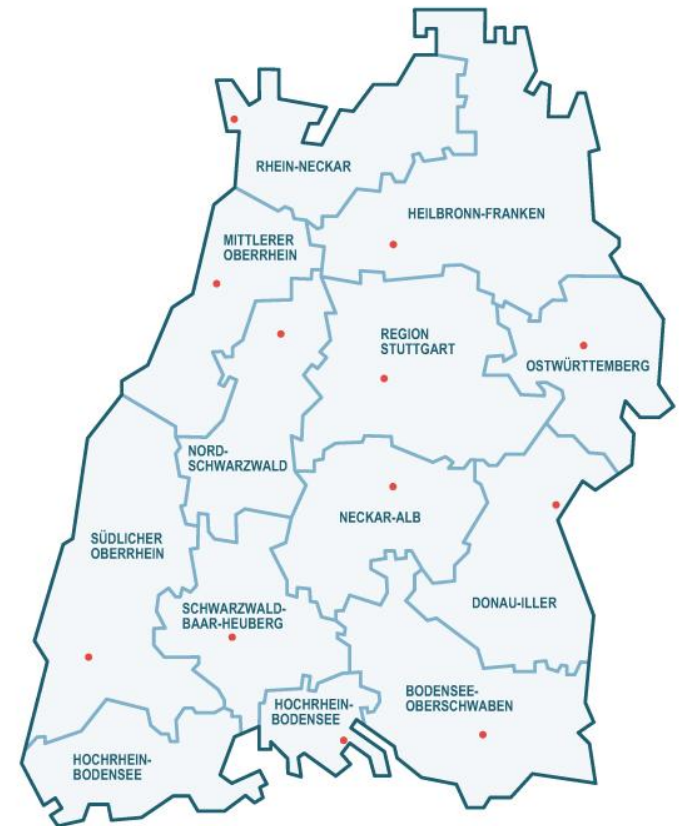 RHEIN-NECKAR
HEILBRONN-FRANKEN
MITTLERER
OBERRHEIN
REGION
STUTTGART
OSTWÜRTTEMBERG
NORD-
SCHWARZWALD
NECKAR-ALB
SÜDLICHER
OBERRHEIN
DONAU-ILLER
SCHWARZWALD-
BAAR-HEUBERG
BODENSEE-
OBERSCHWABEN
HOCHRHEIN-
BODENSEE
HOCHRHEIN-
BODENSEE